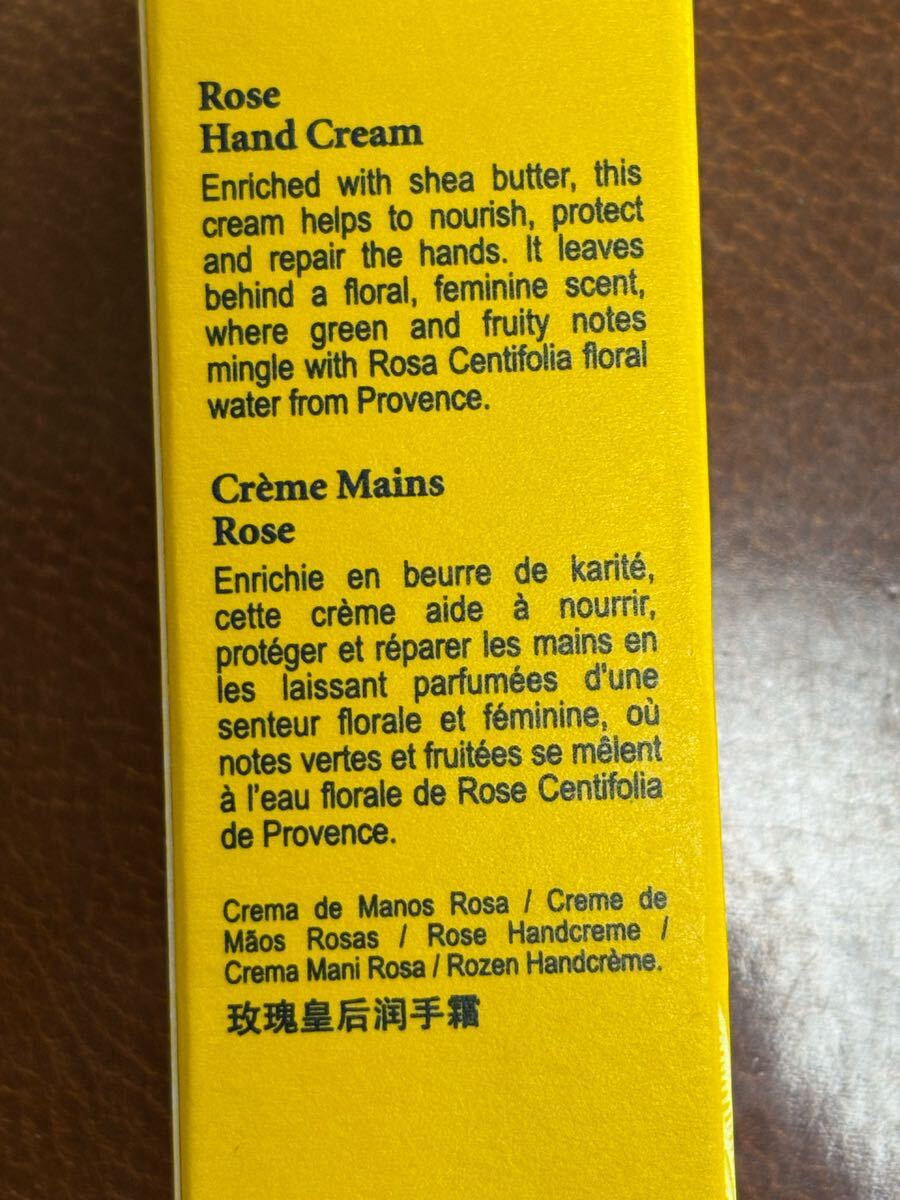 Rose
Hand Cream
Enriched with shea butter, this
cream helps to nourish, protect
and repair the hands. It leaves
behind a floral, feminine scent,
where green and fruity notes
mingle with Rosa Centifolia floral
water from Provence.
Crème Mains
Rose
Enrichie en beurre de karité,
cette crème aide à nourrir,
protéger et réparer les mains en
les laissant parfumées d'une
senteur florale et féminine, où
notes vertes et fruitées se mêlent
à l'eau florale de Rose Centifolia
de Provence.
Crema de Manos Rosa / Creme de
Mãos Rosas / Rose Handcreme /
Crema Mani Rosa / Rozen Handcrème.
玫瑰皇后润手霜